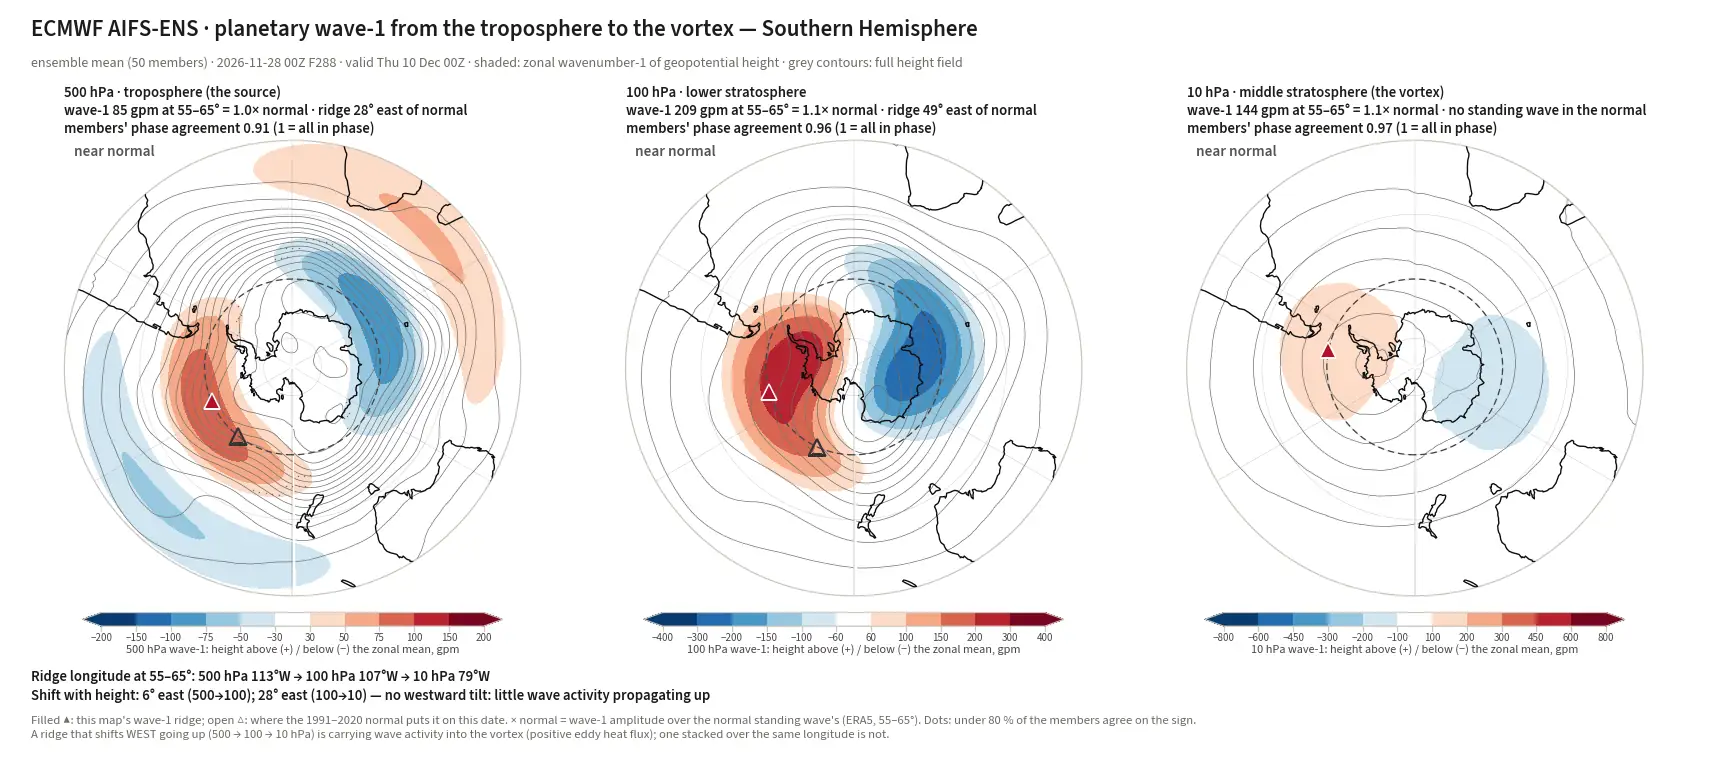 ECMWF AIFS-ENS · planetary wave-1 from the troposphere to the vortex — Southern Hemisphere
ensemble mean (50 members) · 2026-11-28 00Z F288 · valid Thu 10 Dec 00Z · shaded: zonal wavenumber-1 of geopotential height · grey contours: full height field
500 hPa · troposphere (the source)
wave-1 85 gpm at 55–65° = 1.0× normal · ridge 28° east of normal
members' phase agreement 0.91 (1 = all in phase)
near normal
100 hPa · lower stratosphere
wave-1 209 gpm at 55–65° = 1.1× normal · ridge 49° east of normal
members' phase agreement 0.96 (1 = all in phase)
near normal
10 hPa · middle stratosphere (the vortex)
wave-1 144 gpm at 55–65° = 1.1× normal · no standing wave in the normal
members' phase agreement 0.97 (1 = all in phase)
near normal
−200 −150 −100 −75 −50 −30 30 50 75 100 150 200
500 hPa wave-1: height above (+) / below (−) the zonal mean, gpm
−400 −300 −200 −150 −100 −60 60 100 150 200 300 400
100 hPa wave-1: height above (+) / below (−) the zonal mean, gpm
−800 −600 −450 −300 −200 −100 100 200 300 450 600 800
10 hPa wave-1: height above (+) / below (−) the zonal mean, gpm
Ridge longitude at 55–65°: 500 hPa 113°W → 100 hPa 107°W → 10 hPa 79°W
Shift with height: 6° east (500→100); 28° east (100→10) — no westward tilt: little wave activity propagating up
Filled ▲: this map's wave-1 ridge; open △: where the 1991–2020 normal puts it on this date. × normal = wave-1 amplitude over the normal standing wave's (ERA5, 55–65°). Dots: under 80 % of the members agree on the sign.
A ridge that shifts WEST going up (500 → 100 → 10 hPa) is carrying wave activity into the vortex (positive eddy heat flux); one stacked over the same longitude is not.